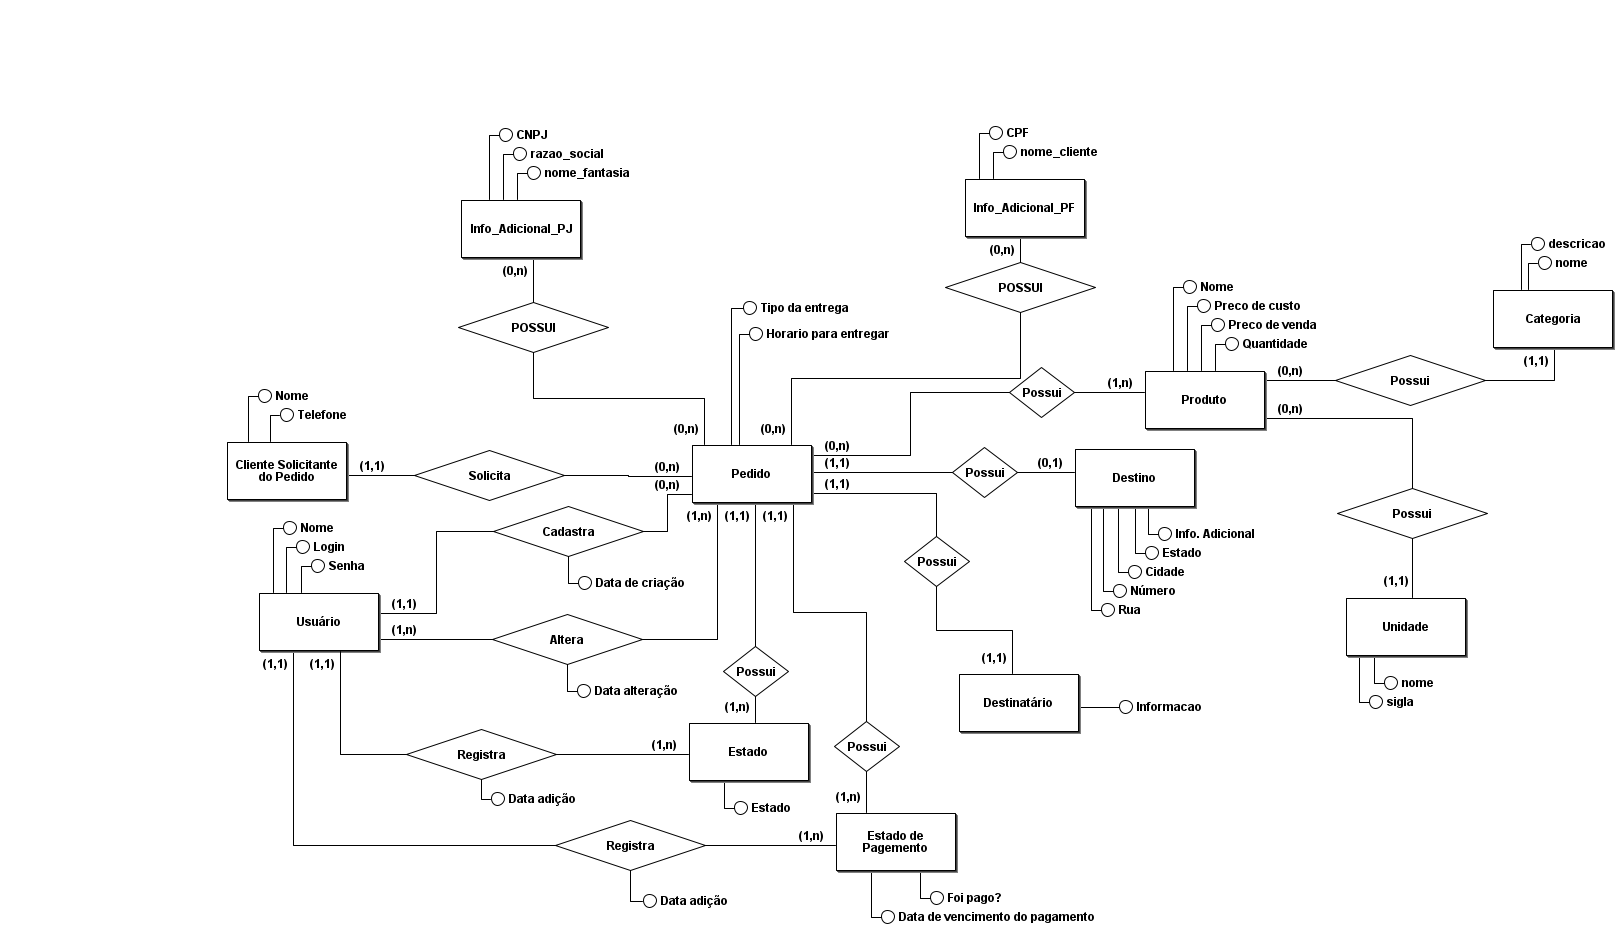 CNPJ
razao_social
nome_fantasia
Info_Adicional_PJ
(0,n)
POSSUI
(0,n)
CPF
nome_cliente
Info_Adicional_PF
(0,n)
POSSUI
(0,n)
Tipo da entrega
Horario para entregar
Nome
Preco de custo
Preco de venda
Quantidade
Produto
descricao
nome
Categoria
(1,1)
Possui
(0,n)
(0,n)
Possui
(1,1)
Unidade
nome
sigla
Possui
(1,n)
(0,n)
Nome
Telefone
Cliente Solicitante
do Pedido
(1,1)
Solicita
(0,n)
Pedido
(1,1)
Possui
(0,1)
Destino
Info. Adicional
Estado
Cidade
Número
Rua
(1,1)
Possui
(1,1)
Destinatário
Informacao
(0,n)
Cadastra
Data de criação
(1,1)
Nome
Login
Senha
Usuário
(1,n)
Altera
Data alteração
(1,n)
(1,1)
(1,1)
Possui
(1,n)
Estado
Estado
(1,1)
(1,1)
Registra
(1,n)
Data adição
Possui
(1,n)
Registra
(1,n)
Data adição
Estado de
Pagemento
Foi pago?
Data de vencimento do pagamento